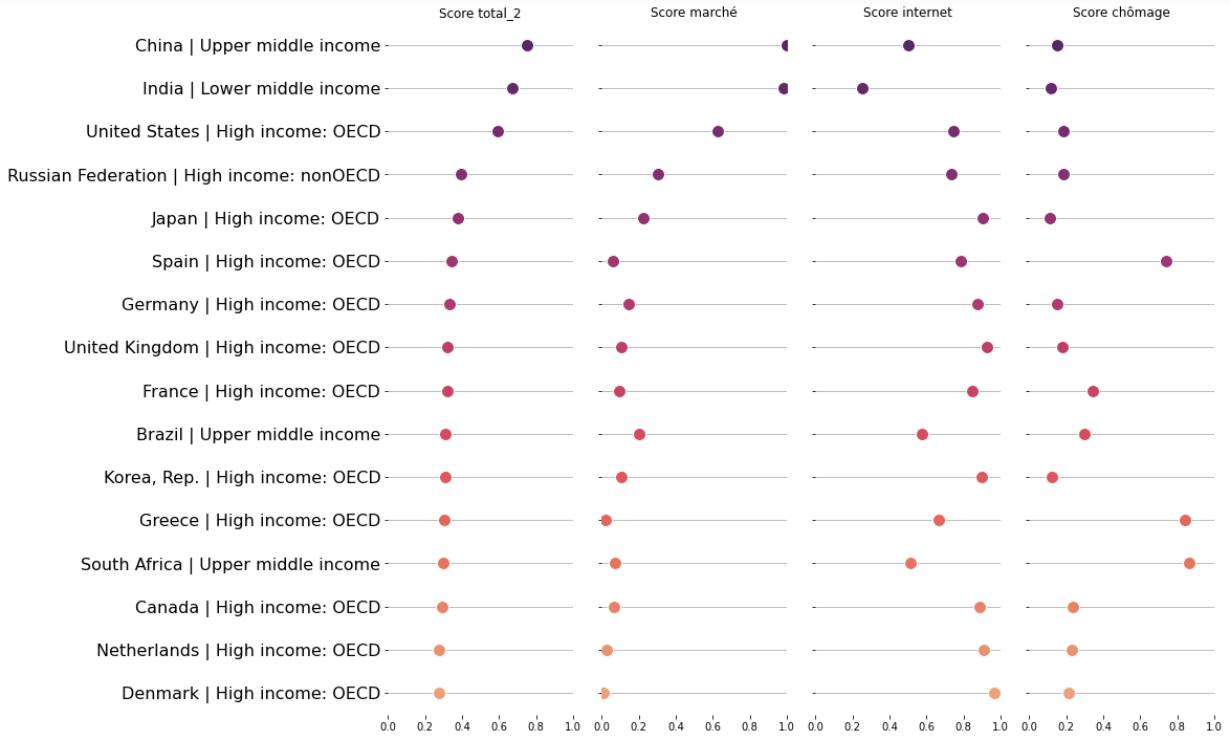 Score total_2 Score marché Score internet Score chômage
China | Upper middle income
India | Lower middle income
United States | High income: OECD
Russian Federation | High income: nonOECD
Japan | High income: OECD
Spain | High income: OECD
Germany | High income: OECD
United Kingdom | High income: OECD
France | High income: OECD
Brazil | Upper middle income
Korea, Rep. | High income: OECD
Greece | High income: OECD
South Africa | Upper middle income
Canada | High income: OECD
Netherlands | High income: OECD
Denmark | High income: OECD
0.0 0.2 0.4 0.6 0.8 1.0 0.0 0.2 0.4 0.6 0.8 1.0 0.0 0.2 0.4 0.6 0.8 1.0 0.0 0.2 0.4 0.6 0.8 1.0